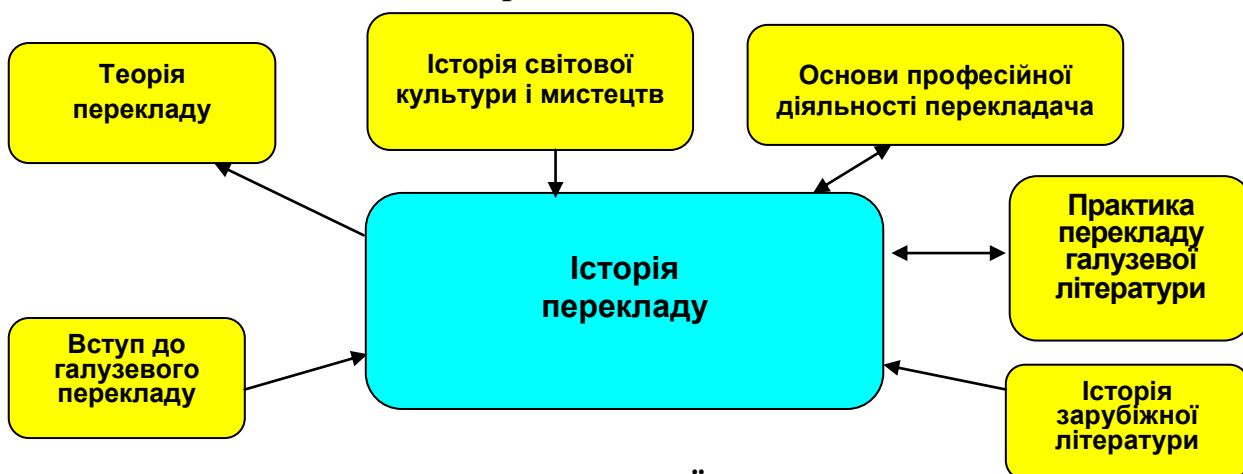 Теорія
перекладу
Історія світової
культури і мистецтв
Основи професійної
діяльності перекладача
Практика
перекладу
галузевої
літератури
Історія
перекладу
Вступ до
галузевого
перекладу
Історія
зарубіжної
літератури